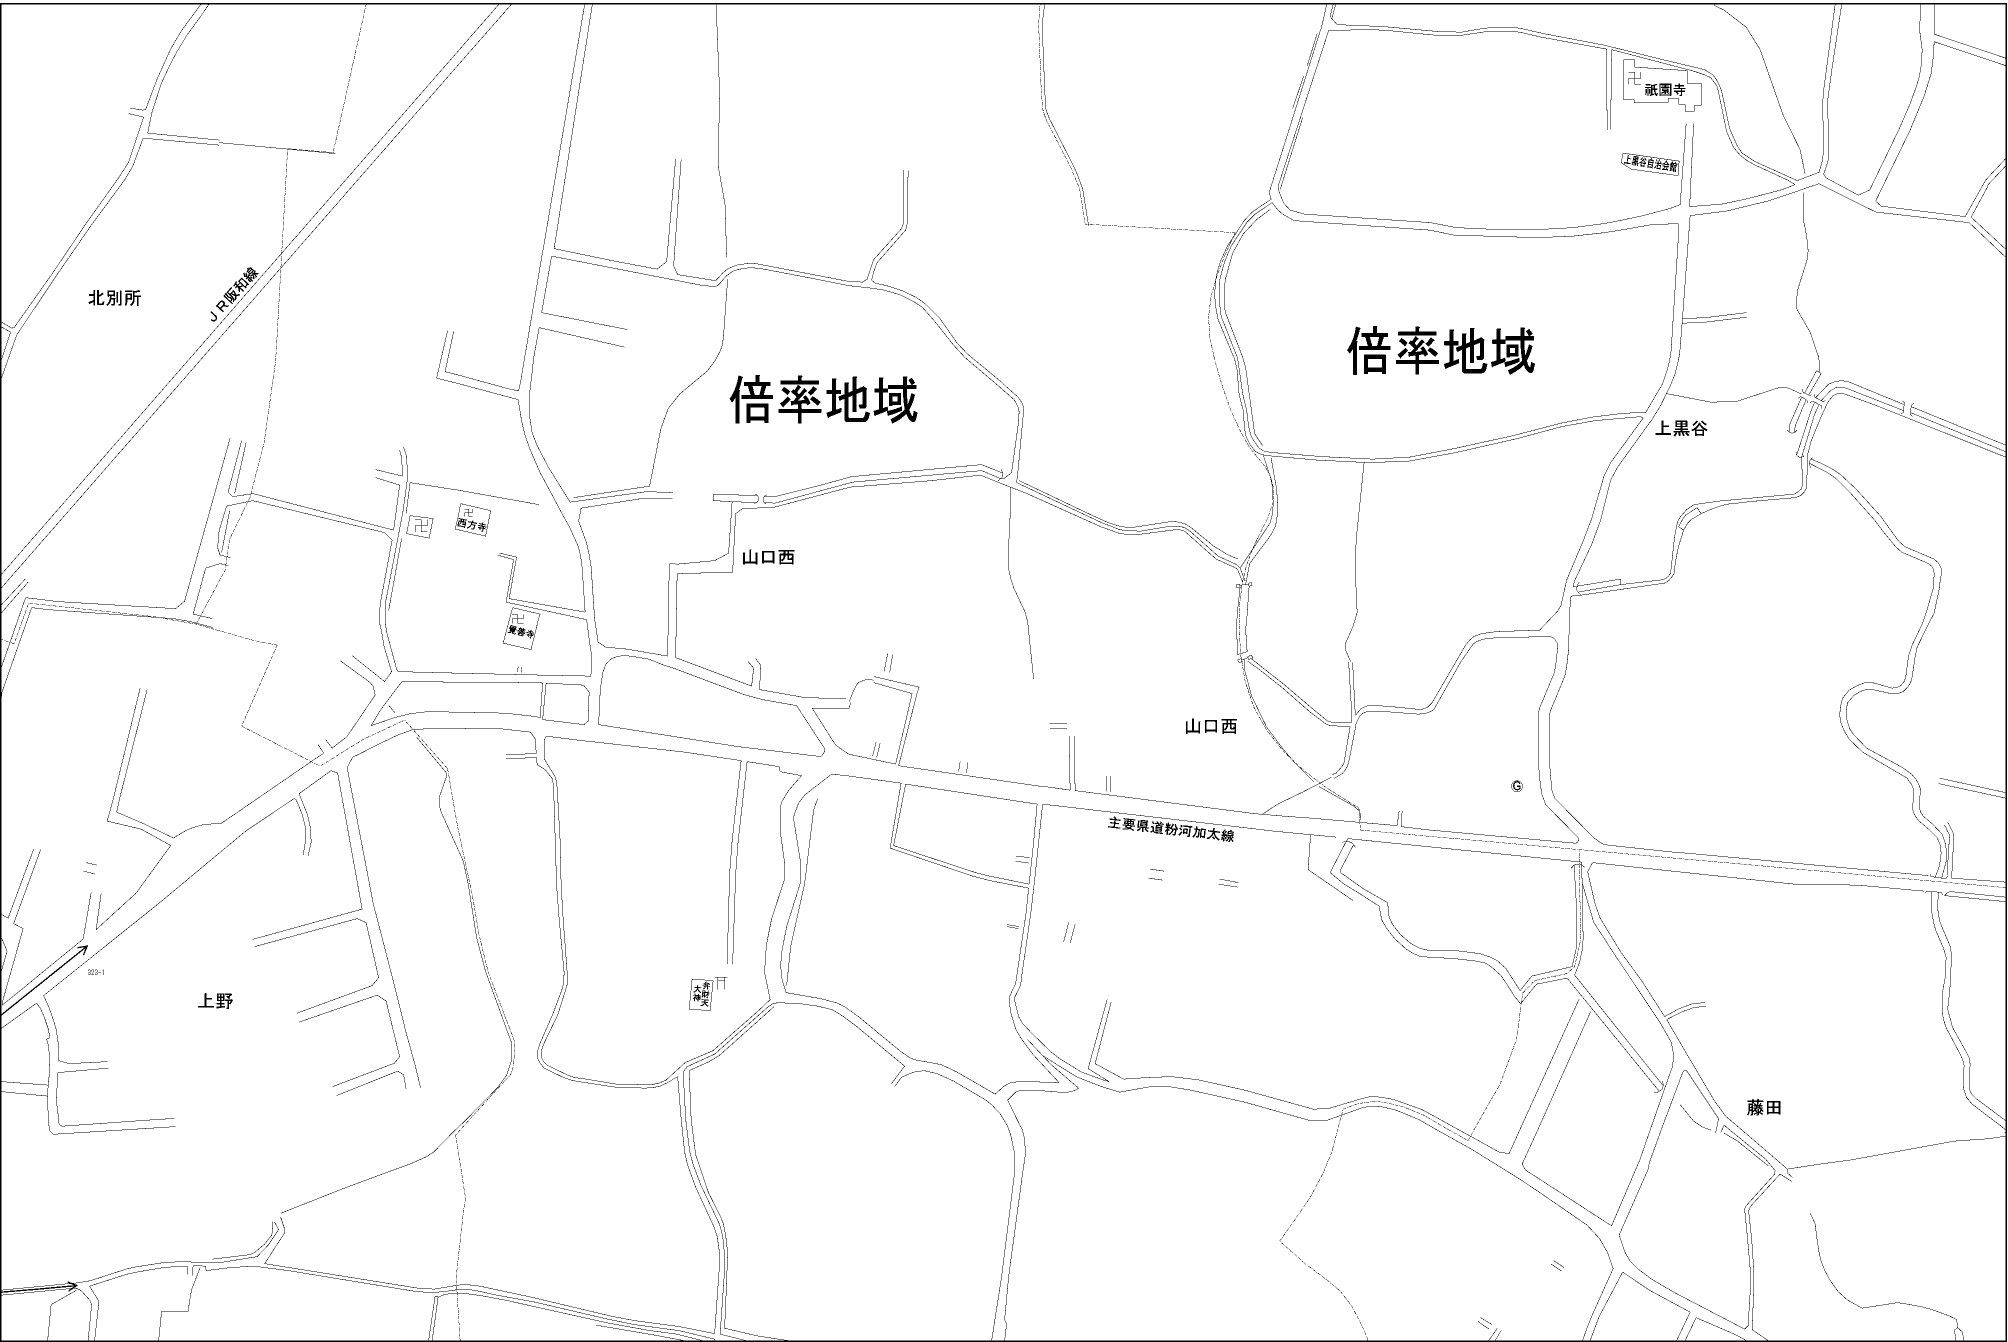 祇園寺
上黒谷自治会館
北別所
JR阪和線
倍率地域
倍率地域
上黒谷
西方寺
山口西
覺善寺
山口西
G
主要県道粉河加太線
323-1
上野
弁財天
大神
藤田